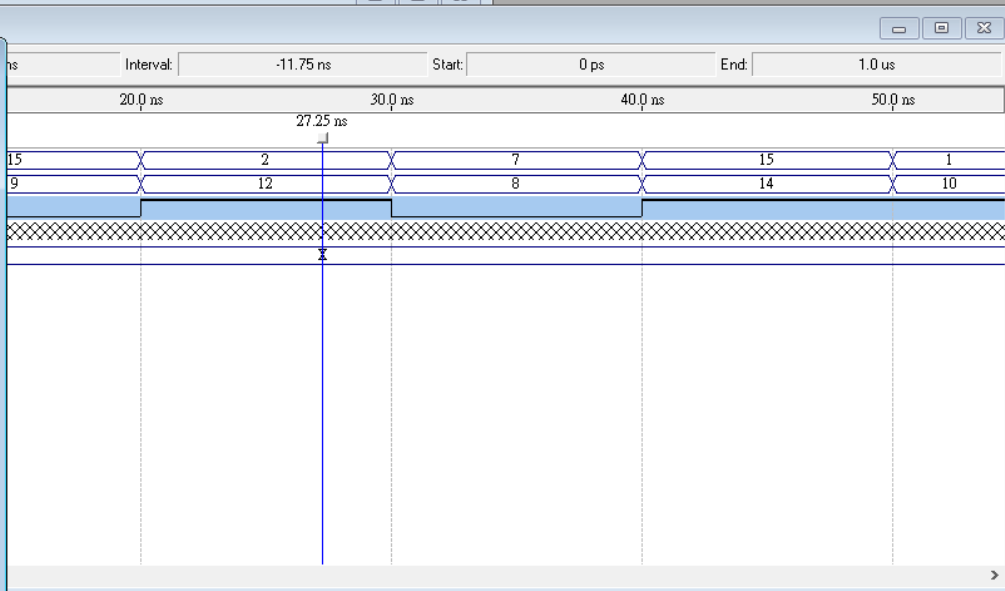 ns Interval: -11.75 ns Start: 0 ps End: 1.0 us
20.0 ns 30.0 ns 40.0 ns 50.0 ns
27.25 ns
15 2 7 15 1
9 12 8 14 10